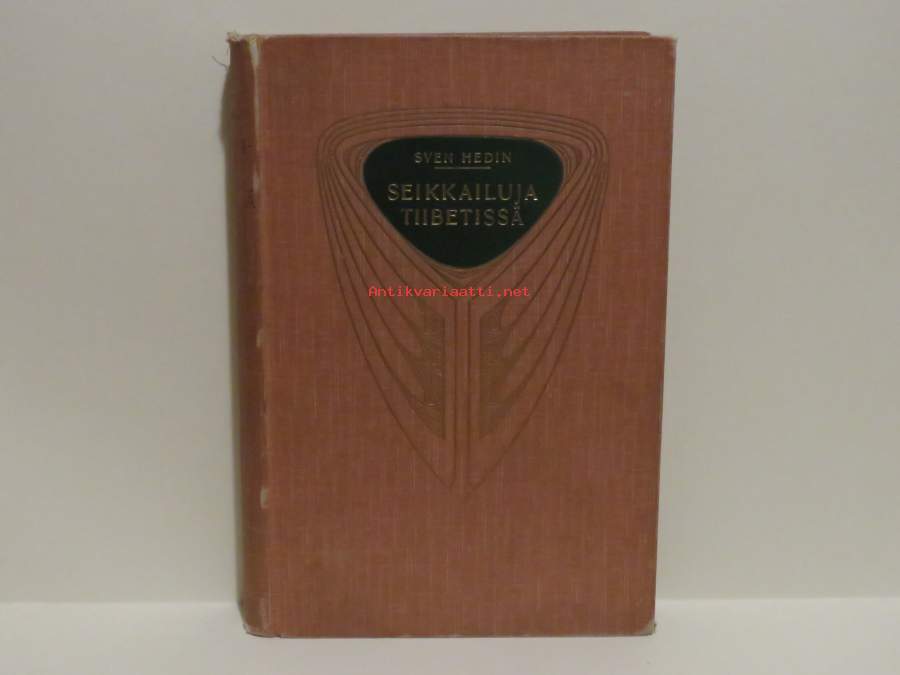 SVEN HEDIN
SEIKKAILUJA
TIIBETISSÄ
Antikvariaatti.net